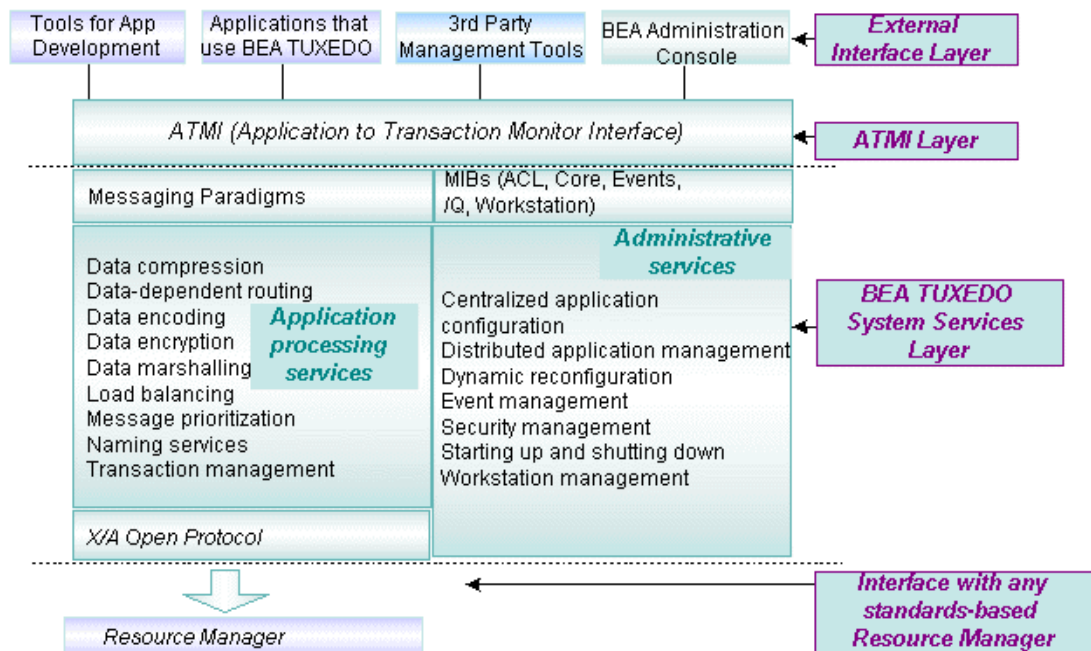 Tools for App
Development
Applications that
use BEA TUXEDO
3rd Party
Management Tools
BEA Administration
Console
External
Interface Layer
ATMI (Application to Transaction Monitor Interface)
ATMI Layer
Messaging Paradigms
MIBs (ACL, Core, Events,
/Q, Workstation)
Data compression
Data-dependent routing
Data encoding
Data encryption
Data marshalling
Load balancing
Message prioritization
Naming services
Transaction management
Application
processing
services
Administrative
services
Centralized application
configuration
Distributed application management
Dynamic reconfiguration
Event management
Security management
Starting up and shutting down
Workstation management
BEA TUXEDO
System Services
Layer
X/A Open Protocol
Interface with any
standards-based
Resource Manager
Resource Manager